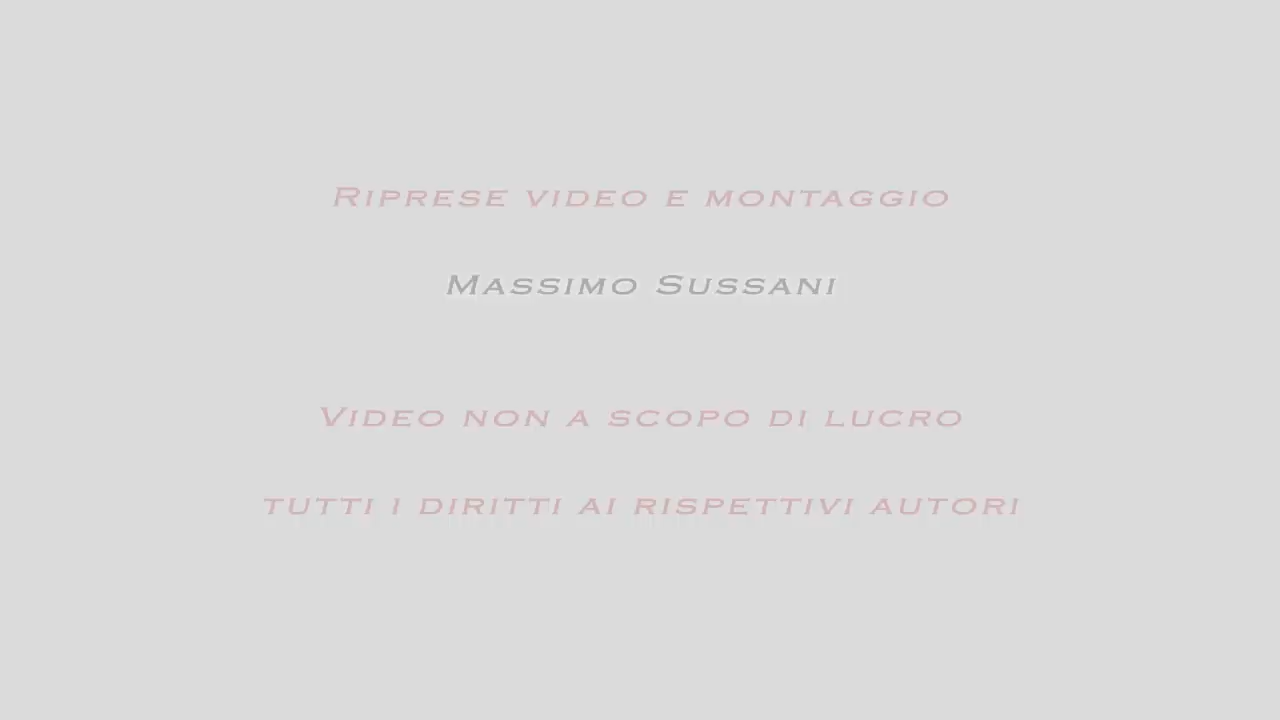 Riprese video e montaggio
Massimo Sussani
Video non a scopo di lucro
tutti i diritti ai rispettivi autori